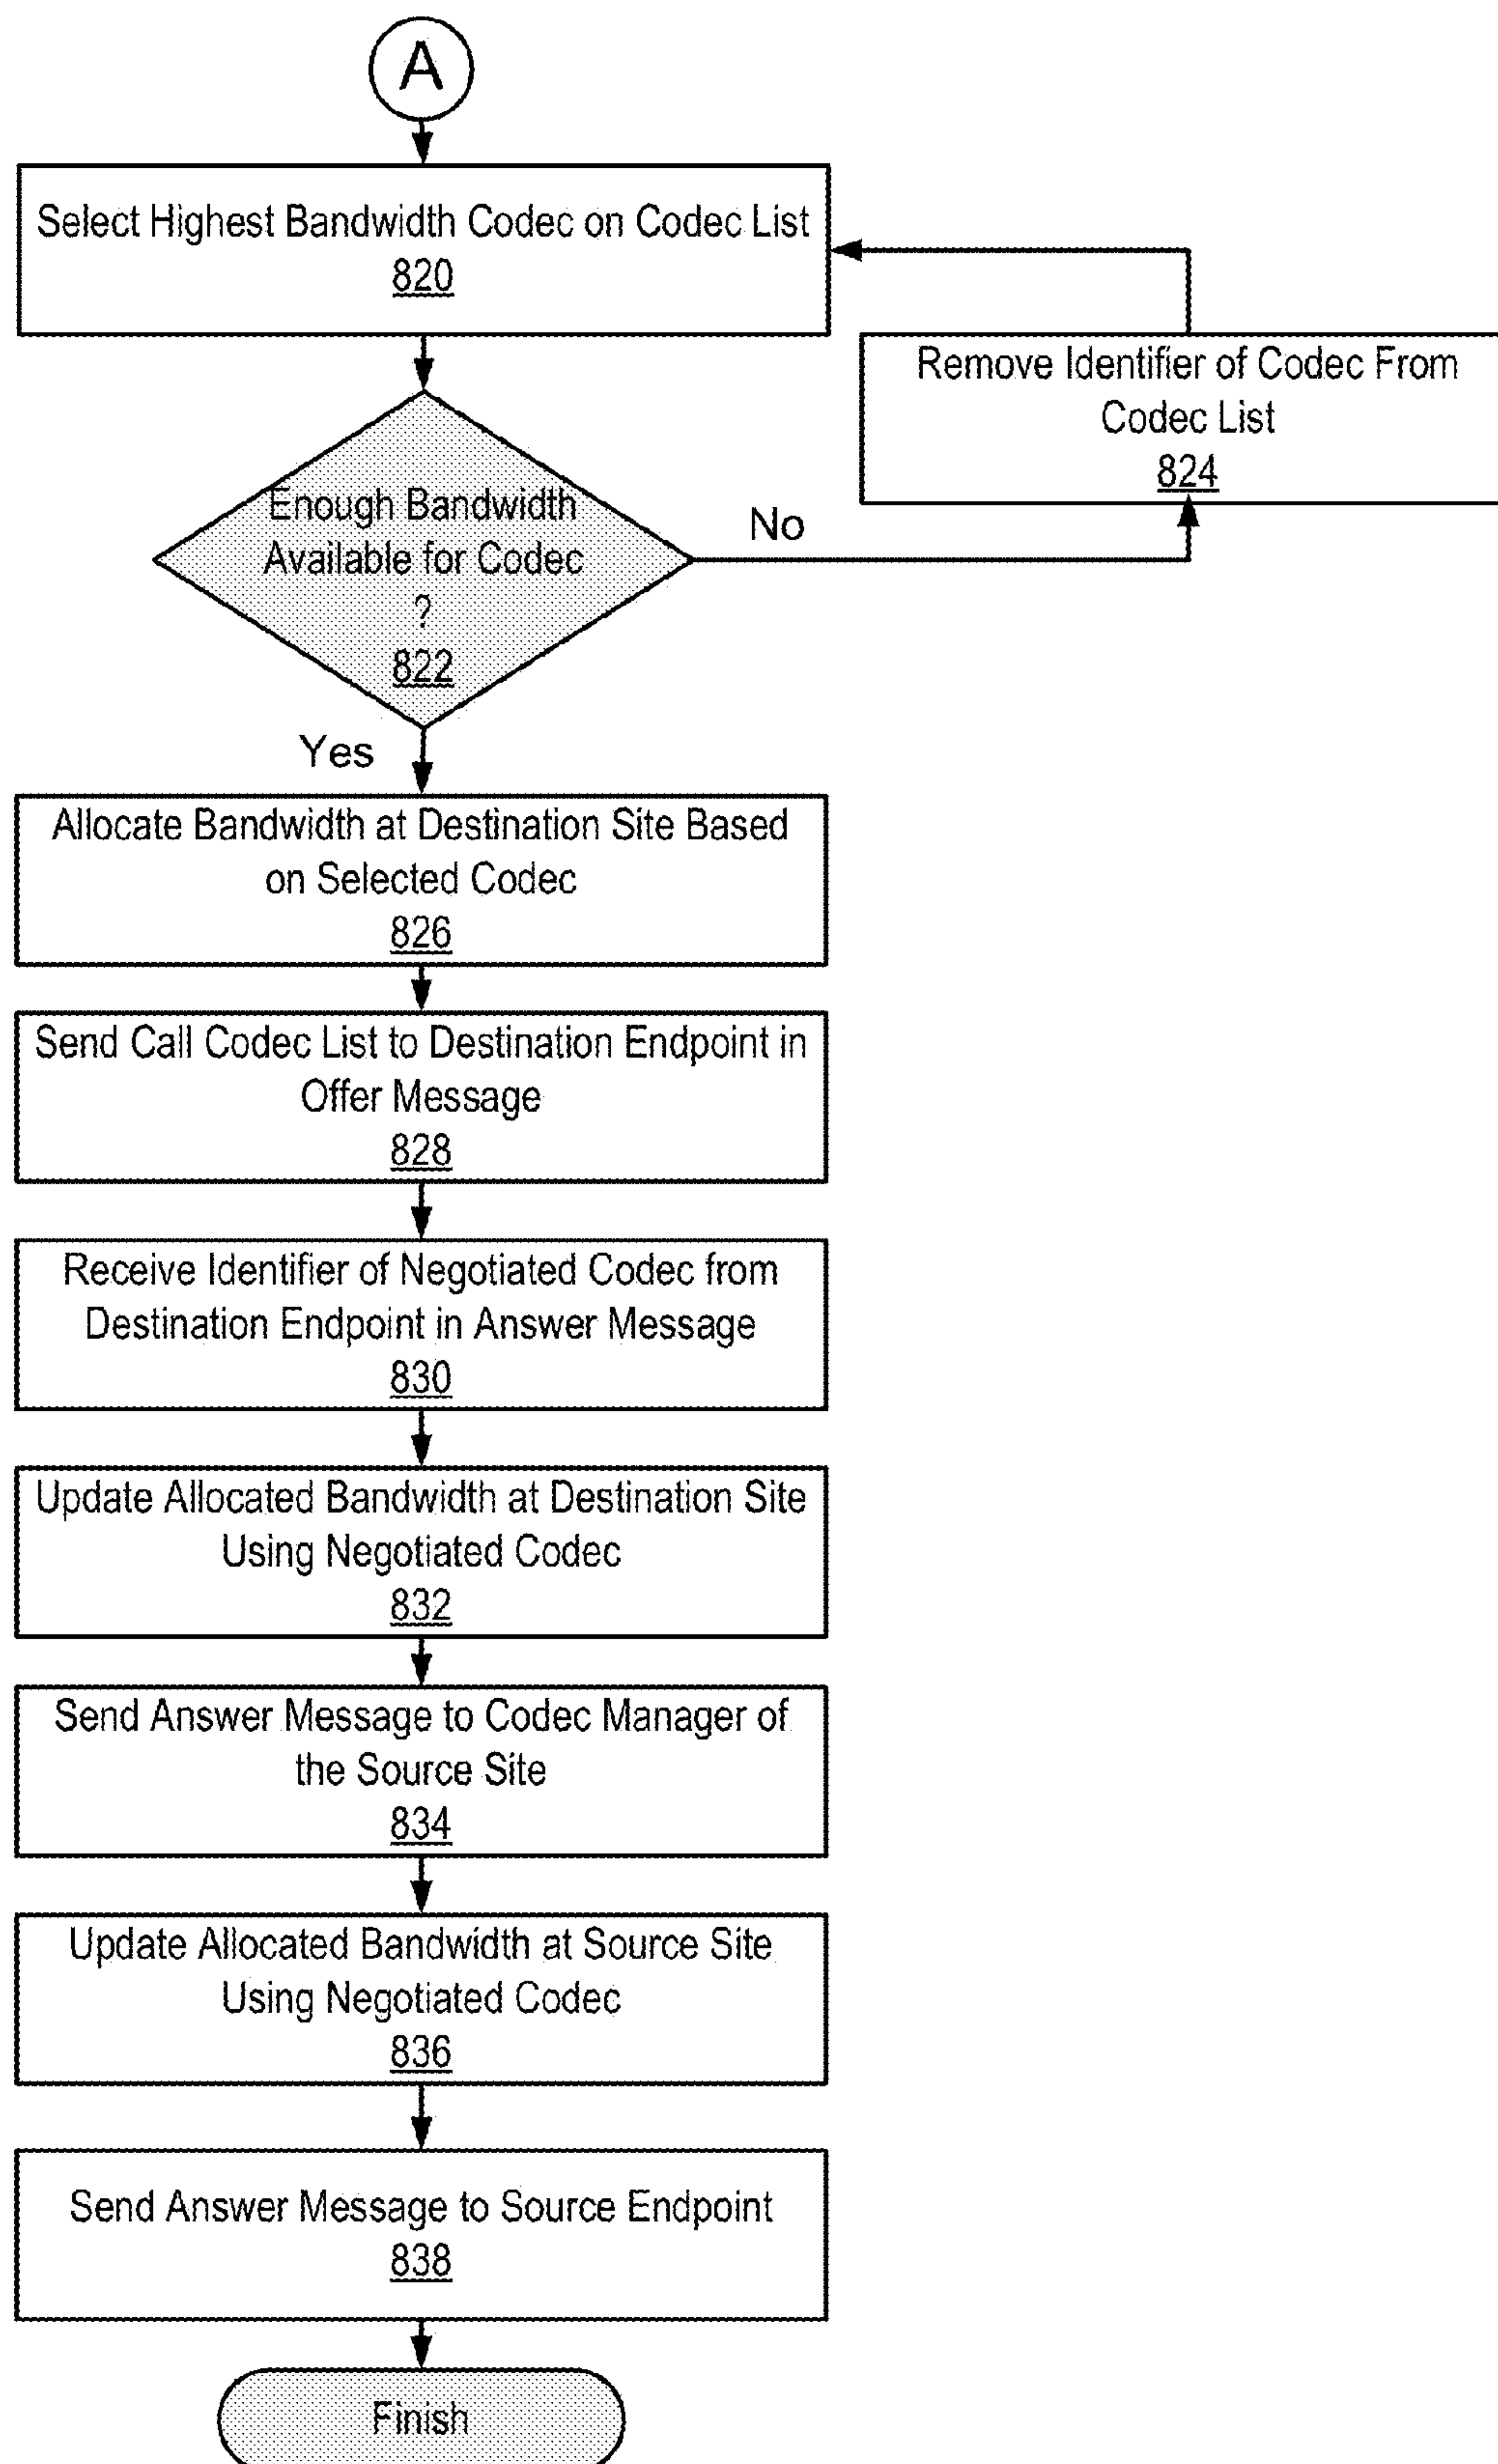 A
Select Highest Bandwidth Codec on Codec List
820
Remove Identifier of Codec From
Codec List
824
Enough Bandwidth
Available for Codec
?
822
No
Yes
Allocate Bandwidth at Destination Site Based
on Selected Codec
826
Send Call Codec List to Destination Endpoint in
Offer Message
828
Receive Identifier of Negotiated Codec from
Destination Endpoint in Answer Message
830
Update Allocated Bandwidth at Destination Site
Using Negotiated Codec
832
Send Answer Message to Codec Manager of
the Source Site
834
Update Allocated Bandwidth at Source Site
Using Negotiated Codec
836
Send Answer Message to Source Endpoint
838
Finish